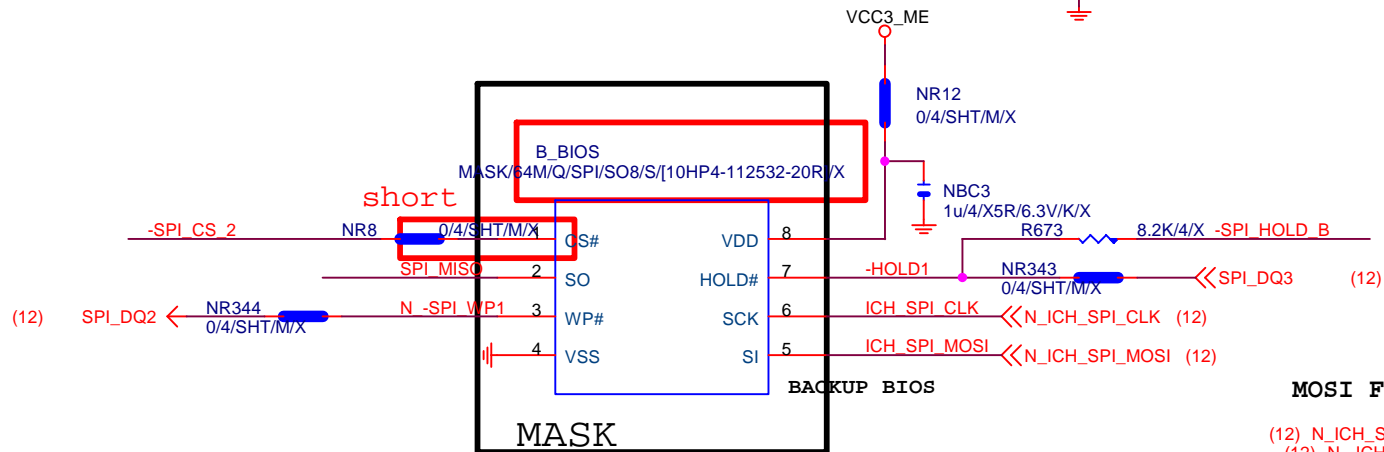 VCC3_ME
NR12
0/4/SHT/M/X
B_BIOS
MASK/64M/Q/SPI/SO8/S/[10HP4-112532-20R]/X
short
NBC3
1u/4/X5R/6.3V/K/X
-SPI_CS_2
NR8
0/4/SHT/M/X
1
CS#
VDD
8
R673
8.2K/4/X
-SPI_HOLD_B
SPI_MISO
2
SO
HOLD#
7
-HOLD1
NR343
0/4/SHT/M/X
SPI_DQ3
(12)
(12)
SPI_DQ2
NR344
0/4/SHT/M/X
N_-SPI_WP1
3
WP#
SCK
6
ICH_SPI_CLK
N_ICH_SPI_CLK (12)
4
VSS
SI
5
ICH_SPI_MOSI
N_ICH_SPI_MOSI (12)
BACKUP BIOS
MOSI F
MASK
(12) N_ICH_S